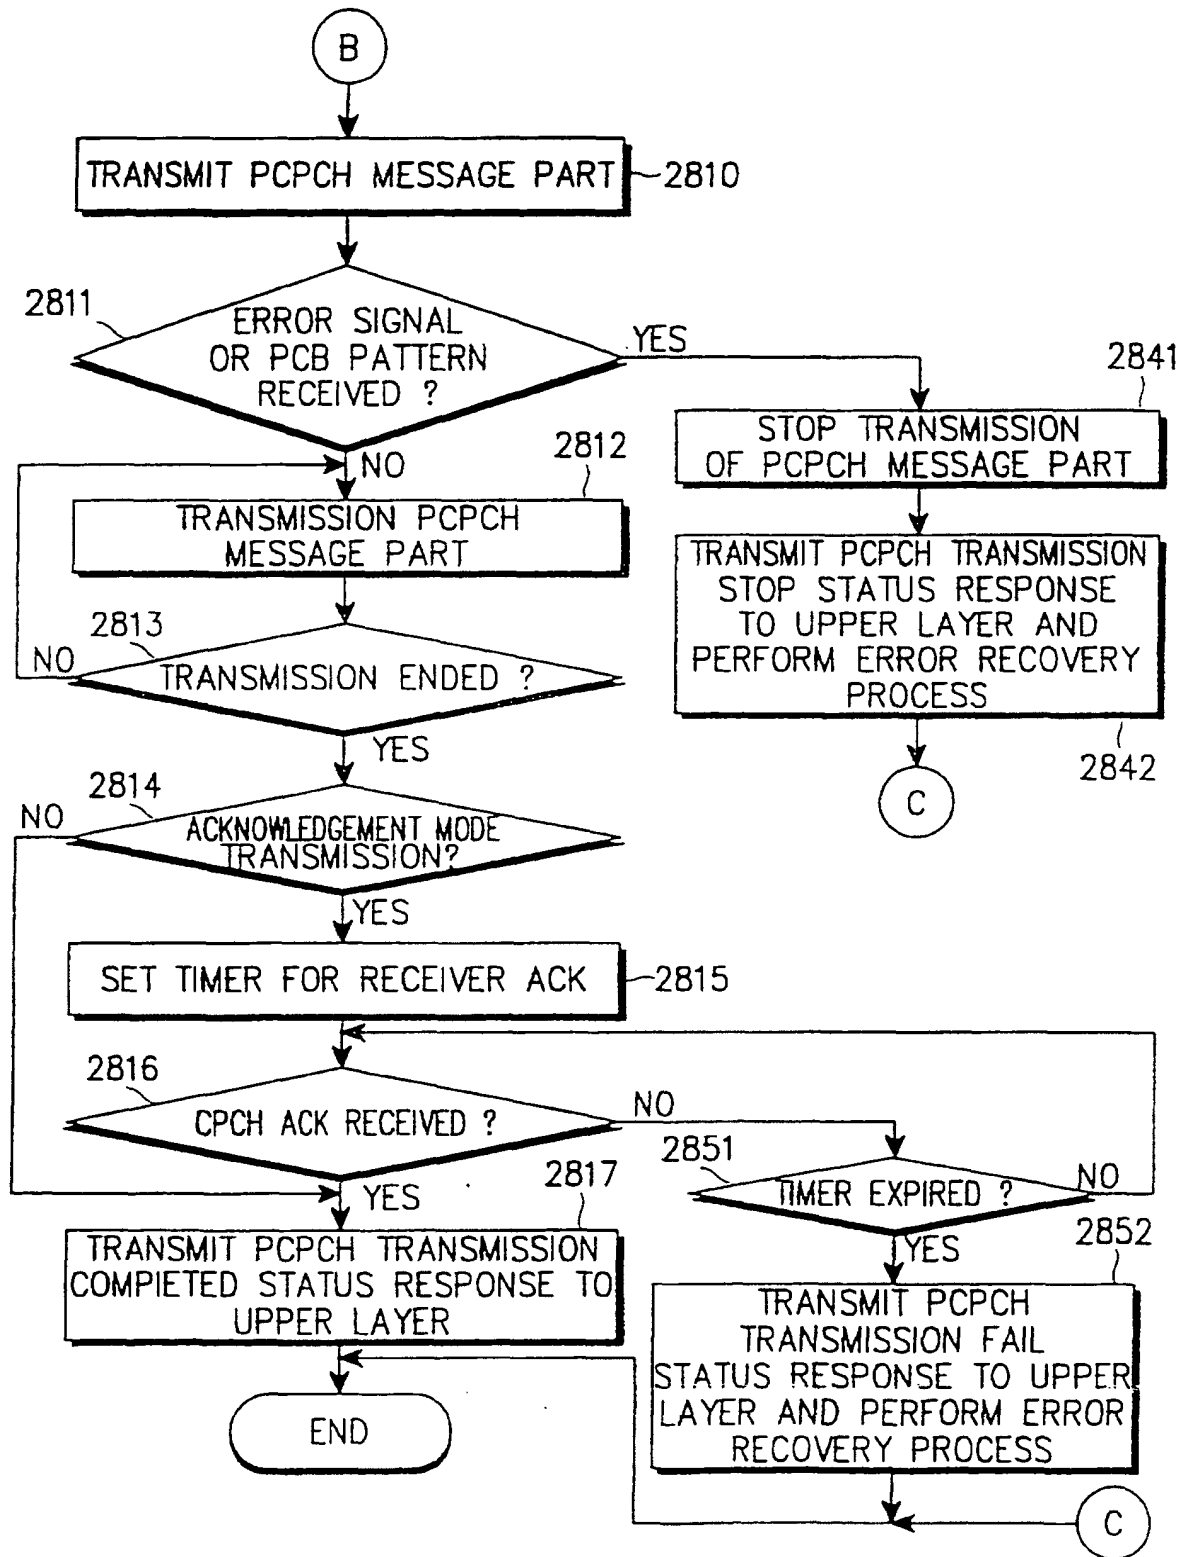 B
TRANSMIT PCPCH MESSAGE PART
2810
2811
ERROR SIGNAL
OR PCB PATTERN
RECEIVED ?
YES
2841
STOP TRANSMISSION
OF PCPCH MESSAGE PART
NO
2812
TRANSMISSION PCPCH
MESSAGE PART
TRANSMIT PCPCH TRANSMISSION
STOP STATUS RESPONSE
TO UPPER LAYER AND
PERFORM ERROR RECOVERY
PROCESS
2842
C
2813
NO
TRANSMISSION ENDED ?
YES
2814
NO
ACKNOWLEDGEMENT MODE
TRANSMISSION?
YES
SET TIMER FOR RECEIVER ACK
2815
2816
CPCH ACK RECEIVED ?
NO
YES
2851
TIMER EXPIRED ?
NO
YES
2817
TRANSMIT PCPCH TRANSMISSION
COMPIETED STATUS RESPONSE TO
UPPER LAYER
2852
TRANSMIT PCPCH
TRANSMISSION FAIL
STATUS RESPONSE TO UPPER
LAYER AND PERFORM ERROR
RECOVERY PROCESS
END
C